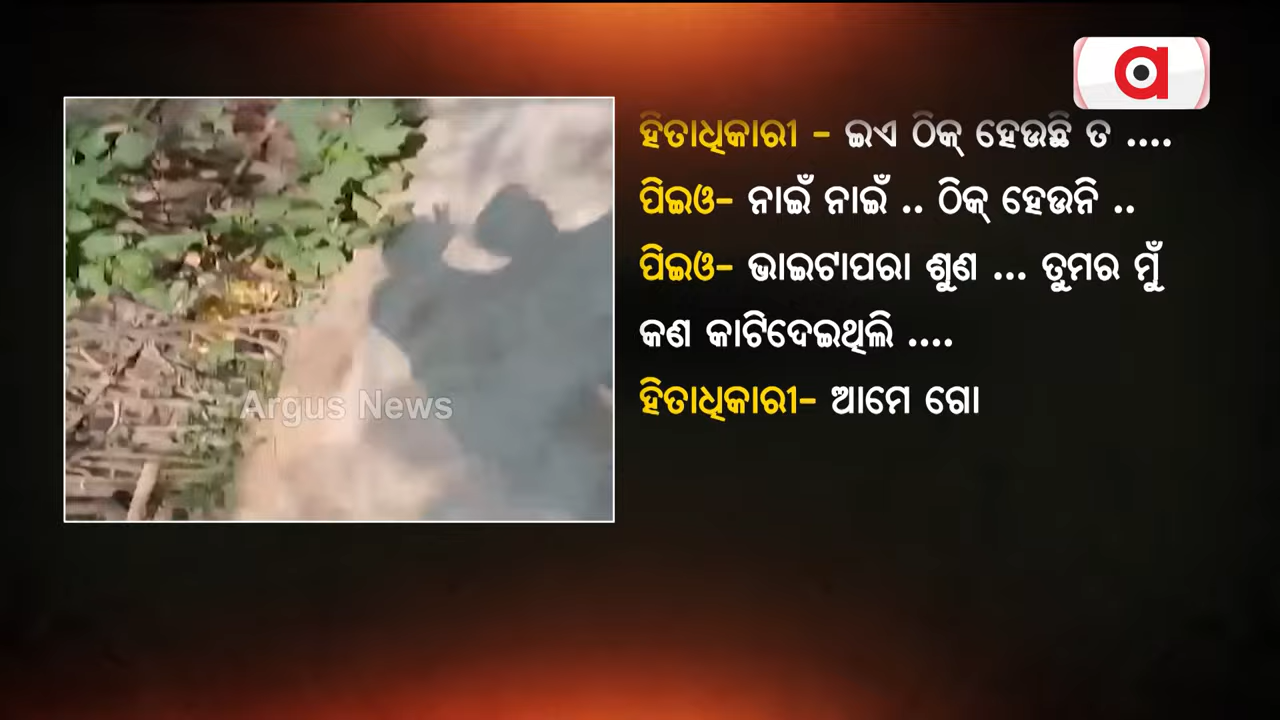 ହିତାଧିକାରୀ - ଇଏ ଠିକ୍ ହେଉଛି ତ ....
ପିଇଓ- ନାଇଁ ନାଇଁ .. ଠିକ୍ ହେଉନି ..
ପିଇଓ- ଭାଇଟାପରା ଶୁଣ ... ତୁମର ମୁଁ
କଣ କାଟିଦେଇଥିଲି ....
ହିତାଧିକାରୀ- ଆମେ ଗୋ
Argus News